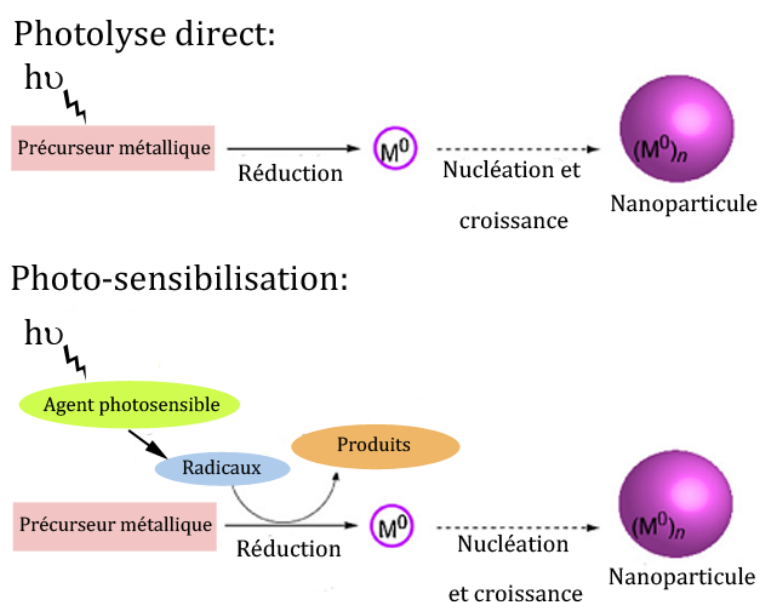 Photolyse direct:
hυ
Précurseur métallique
Réduction
M⁰
Nucléation et
croissance
(M⁰)ₙ
Nanoparticule
Photo-sensibilisation:
hυ
Agent photosensible
Radicaux
Produits
Précurseur métallique
Réduction
M⁰
Nucléation
et croissance
(M⁰)ₙ
Nanoparticule